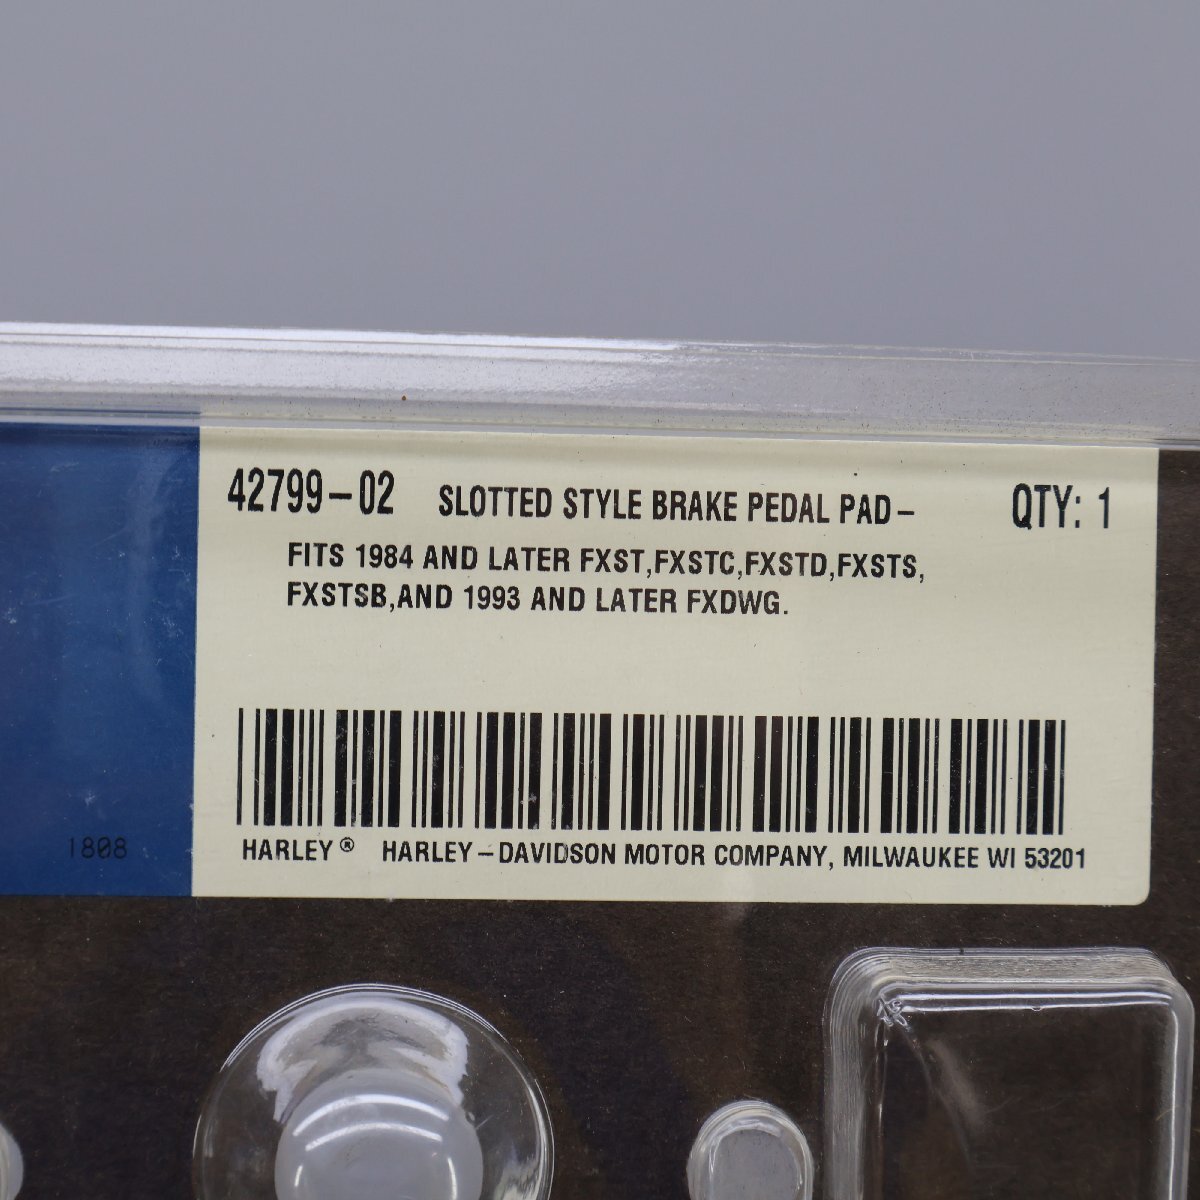 42799-02 SLOTTED STYLE BRAKE PEDAL PAD- QTY: 1
FITS 1984 AND LATER FXST,FXSTC,FXSTD,FXSTS,
FXSTSB,AND 1993 AND LATER FXDWG.
1808
HARLEY® HARLEY-DAVIDSON MOTOR COMPANY, MILWAUKEE WI 53201